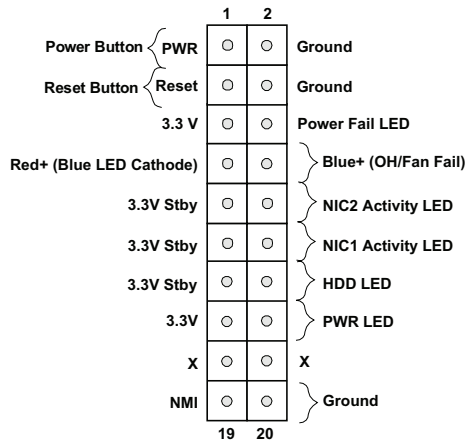 1 2
Power Button PWR Ground
Reset Button Reset Ground
3.3 V Power Fail LED
Red+ (Blue LED Cathode) Blue+ (OH/Fan Fail)
3.3V Stby NIC2 Activity LED
3.3V Stby NIC1 Activity LED
3.3V Stby HDD LED
3.3V PWR LED
X X
NMI Ground
19 20